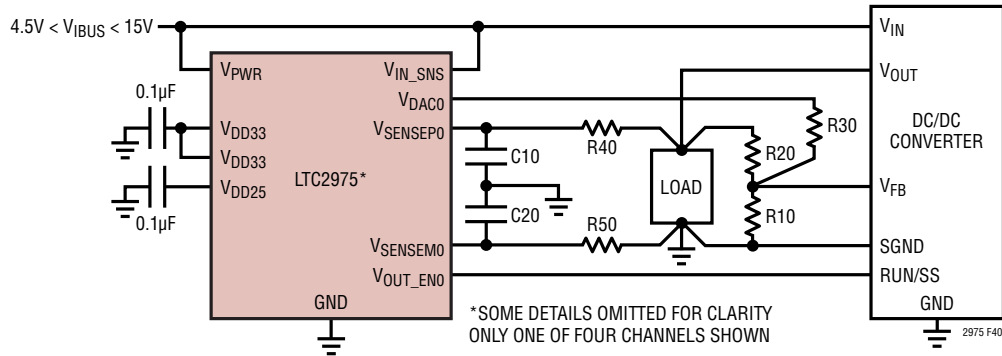 4.5V < VIBUS < 15V
VPWR
VIN_SNS
VDAC0
0.1µF
VDD33
VDD33
VDD25
0.1µF
VSENSEP0
LTC2975*
VSENSEM0
VOUT_EN0
GND
C10
C20
R40
R50
LOAD
R20
R10
R30
VIN
VOUT
DC/DC
CONVERTER
VFB
SGND
RUN/SS
GND
*SOME DETAILS OMITTED FOR CLARITY
ONLY ONE OF FOUR CHANNELS SHOWN
2975 F40